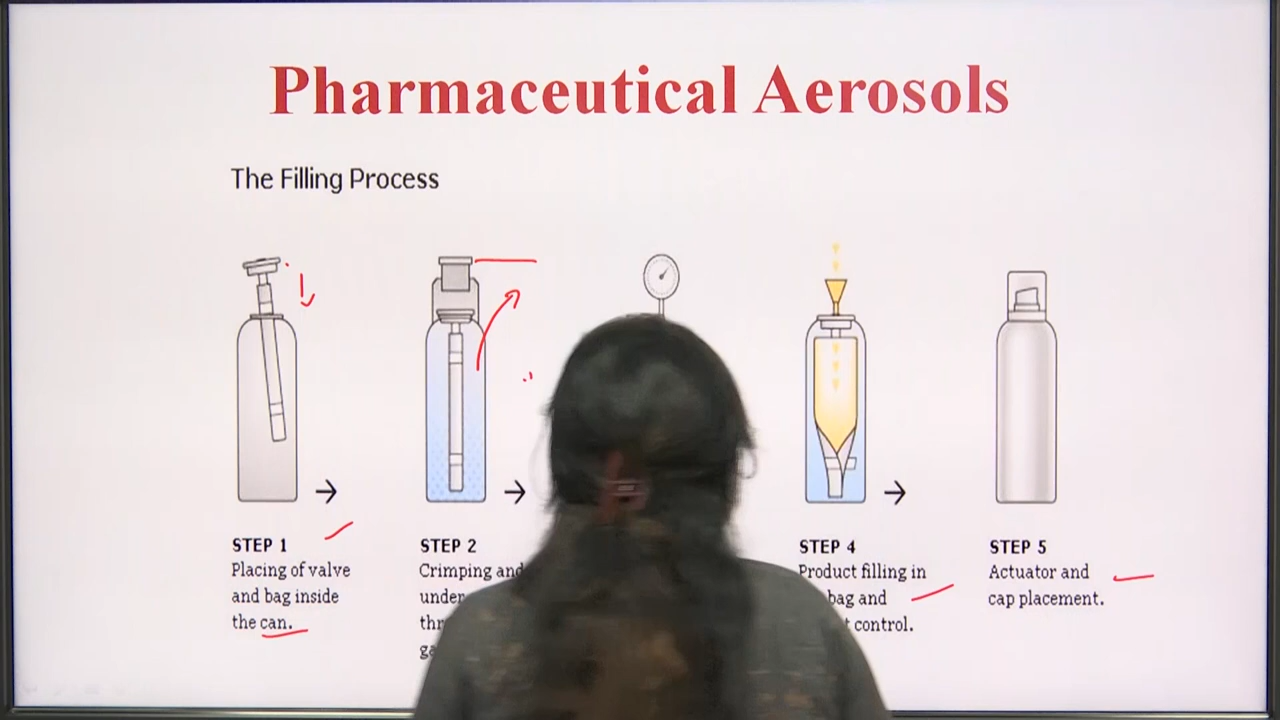 Pharmaceutical Aerosols
The Filling Process
STEP 1
Placing of valve
and bag inside
the can.
STEP 2
Crimping and
under
STEP 4
Product filling in
bag and
control.
STEP 5
Actuator and
cap placement.